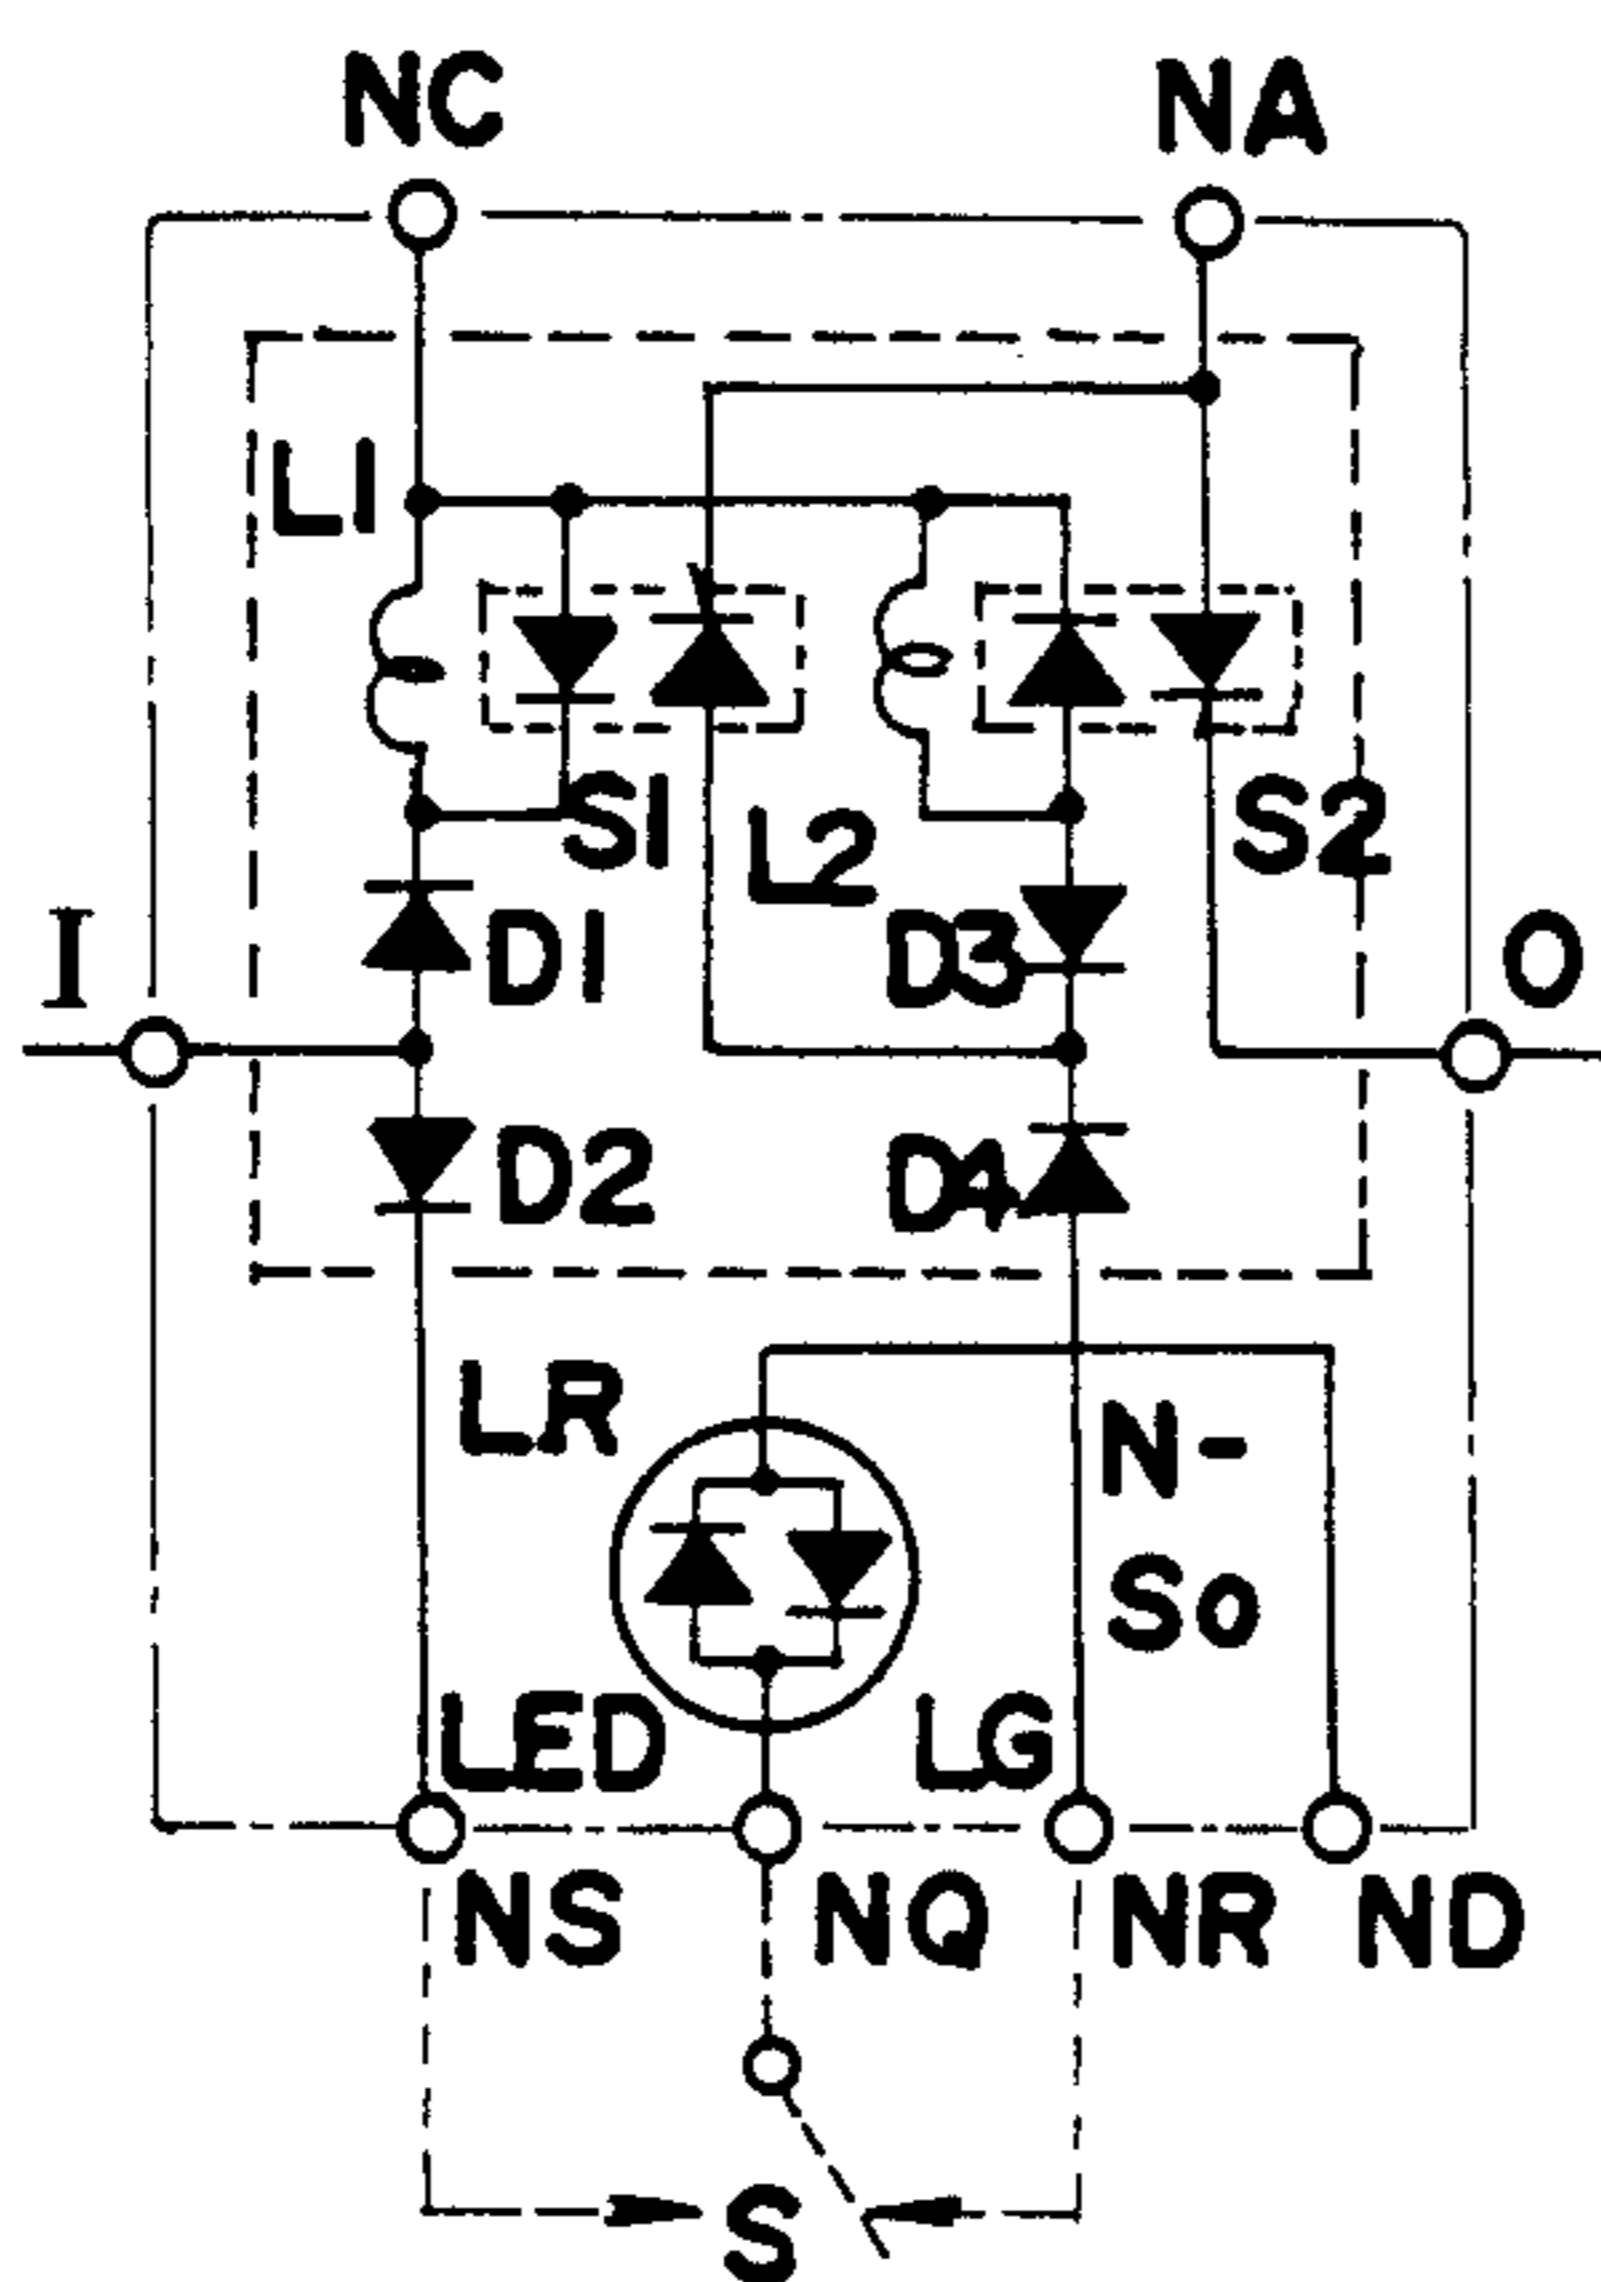 NC NA
L1
S1 L2 S2
I D1 D3 O
D2 D4
LR N-
So
LED LG
NS NQ NR ND
S